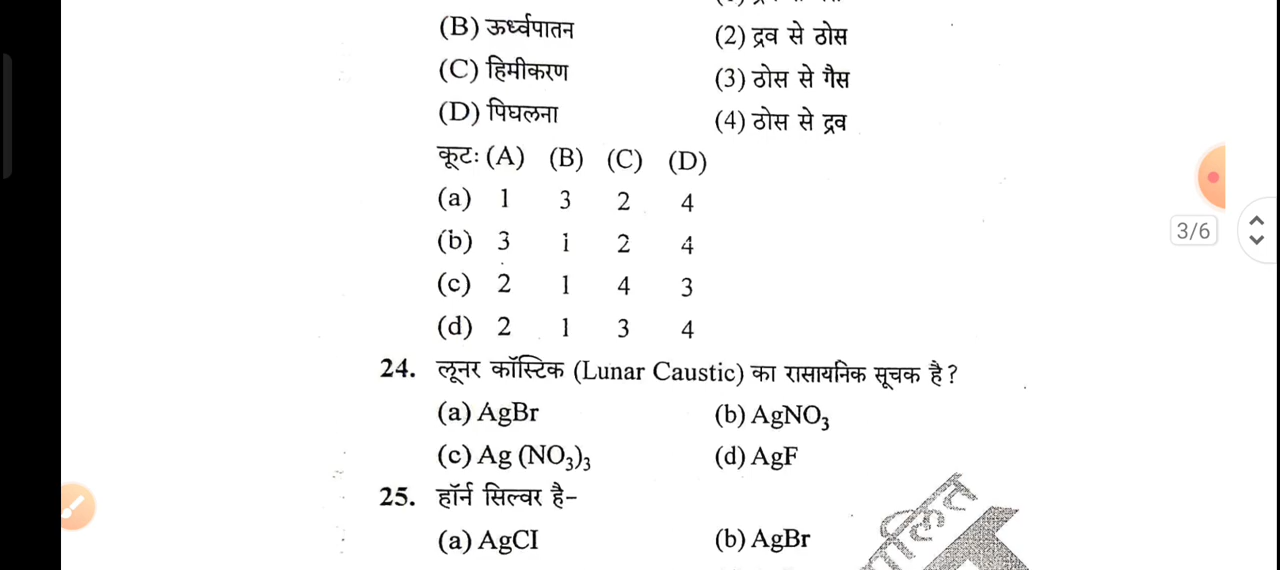 (B) ऊर्ध्वपातन (2) द्रव से ठोस
(C) हिमीकरण (3) ठोस से गैस
(D) पिघलना (4) ठोस से द्रव
कूटः (A) (B) (C) (D)
(a) 1 3 2 4
(b) 3 1 2 4
(c) 2 1 4 3
(d) 2 1 3 4
3/6
24. लूनर कॉस्टिक (Lunar Caustic) का रासायनिक सूचक है?
(a) AgBr (b) AgNO3
(c) Ag (NO3)3 (d) AgF
25. हॉर्न सिल्वर है-
(a) AgCI (b) AgBr